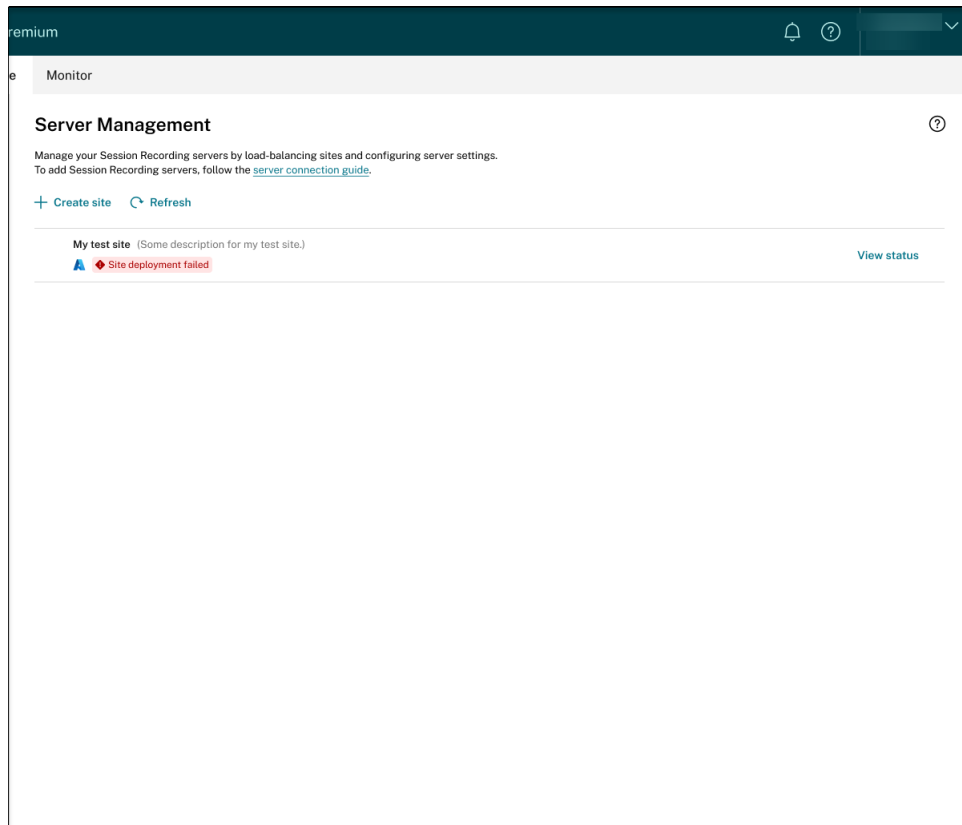 remium
e Monitor
Server Management
Manage your Session Recording servers by load-balancing sites and configuring server settings.
To add Session Recording servers, follow the server connection guide.
Create site Refresh
My test site (Some description for my test site.)
Site deployment failed
View status